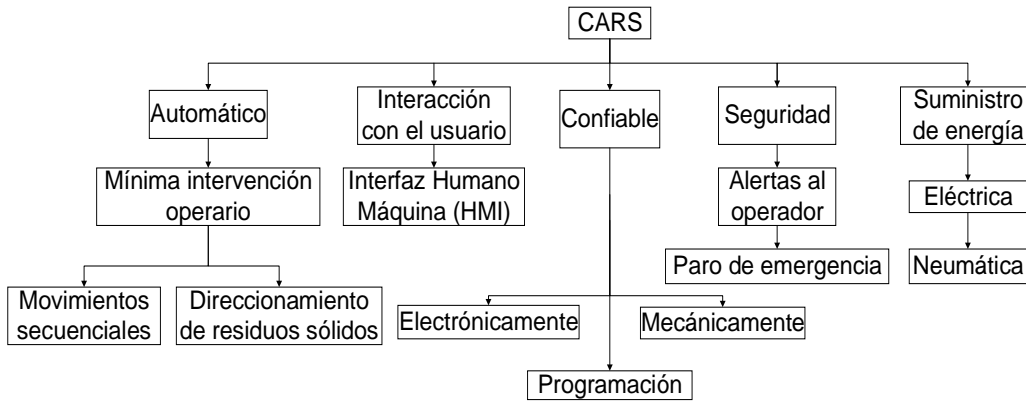 CARS
Automático
Interacción
con el usuario
Confiable
Seguridad
Suministro
de energía
Mínima intervención
operario
Interfaz Humano
Máquina (HMI)
Alertas al
operador
Eléctrica
Paro de emergencia
Neumática
Movimientos
secuenciales
Direccionamiento
de residuos sólidos
Electrónicamente
Mecánicamente
Programación